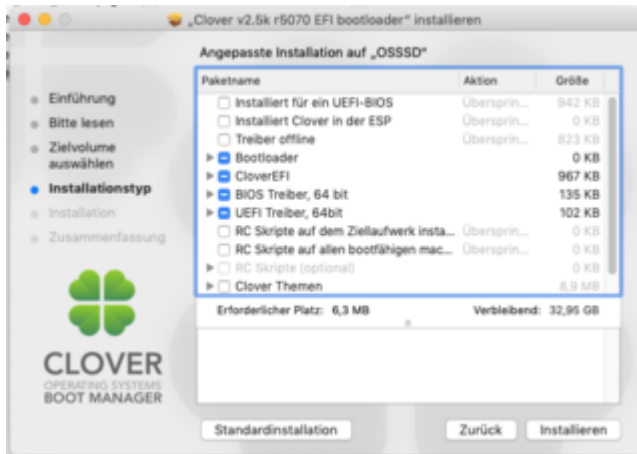 „Clover v2.5k r5070 EFI bootloader“ installieren
Angepasste Installation auf „OSSSD“
Einführung
Bitte lesen
Zielvolume
auswählen
Installationstyp
Installation
Zusammenfassung
Paketname Aktion Größe
Installiert für ein UEFI-BIOS Übersprin... 942 KB
Installiert Clover in der ESP Übersprin... 0 KB
Treiber offline Übersprin... 823 KB
Bootloader 0 KB
CloverEFI 967 KB
BIOS Treiber, 64 bit 135 KB
UEFI Treiber, 64bit 102 KB
RC Skripte auf dem Ziellaufwerk insta... Übersprin... 0 KB
RC Skripte auf allen bootfähigen mac... Übersprin... 0 KB
RC Skripte (optional) Übersprin... 0 KB
Clover Themen 8,9 MB
Erforderlicher Platz: 6,3 MB Verbleibend: 32,95 GB
CLOVER
OPERATING SYSTEMS
BOOT MANAGER
Standardinstallation Zurück Installieren